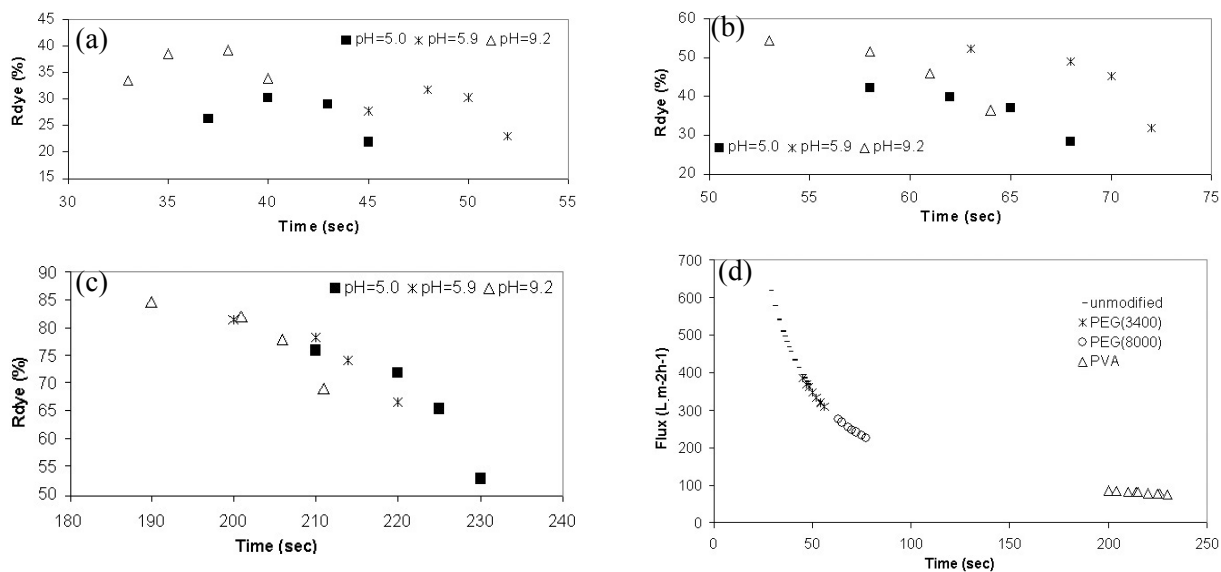 (a)
■ pH=5.0 ✳ pH=5.9 △ pH=9.2
Rdye (%)
45
40
35
30
25
20
15
30 35 40 45 50 55
Time (sec)
(b)
Rdye (%)
60
50
40
30
20
■ pH=5.0 ✳ pH=5.9 △ pH=9.2
50 55 60 65 70 75
Time (sec)
(c)
■ pH=5.0 ✳ pH=5.9 △ pH=9.2
Rdye (%)
90
85
80
75
70
65
60
55
50
180 190 200 210 220 230 240
Time (sec)
(d)
Flux (L.m-2h-1)
700
600
500
400
300
200
100
0
- unmodified
✳ PEG(3400)
○ PEG(8000)
△ PVA
0 50 100 150 200 250
Time (sec)